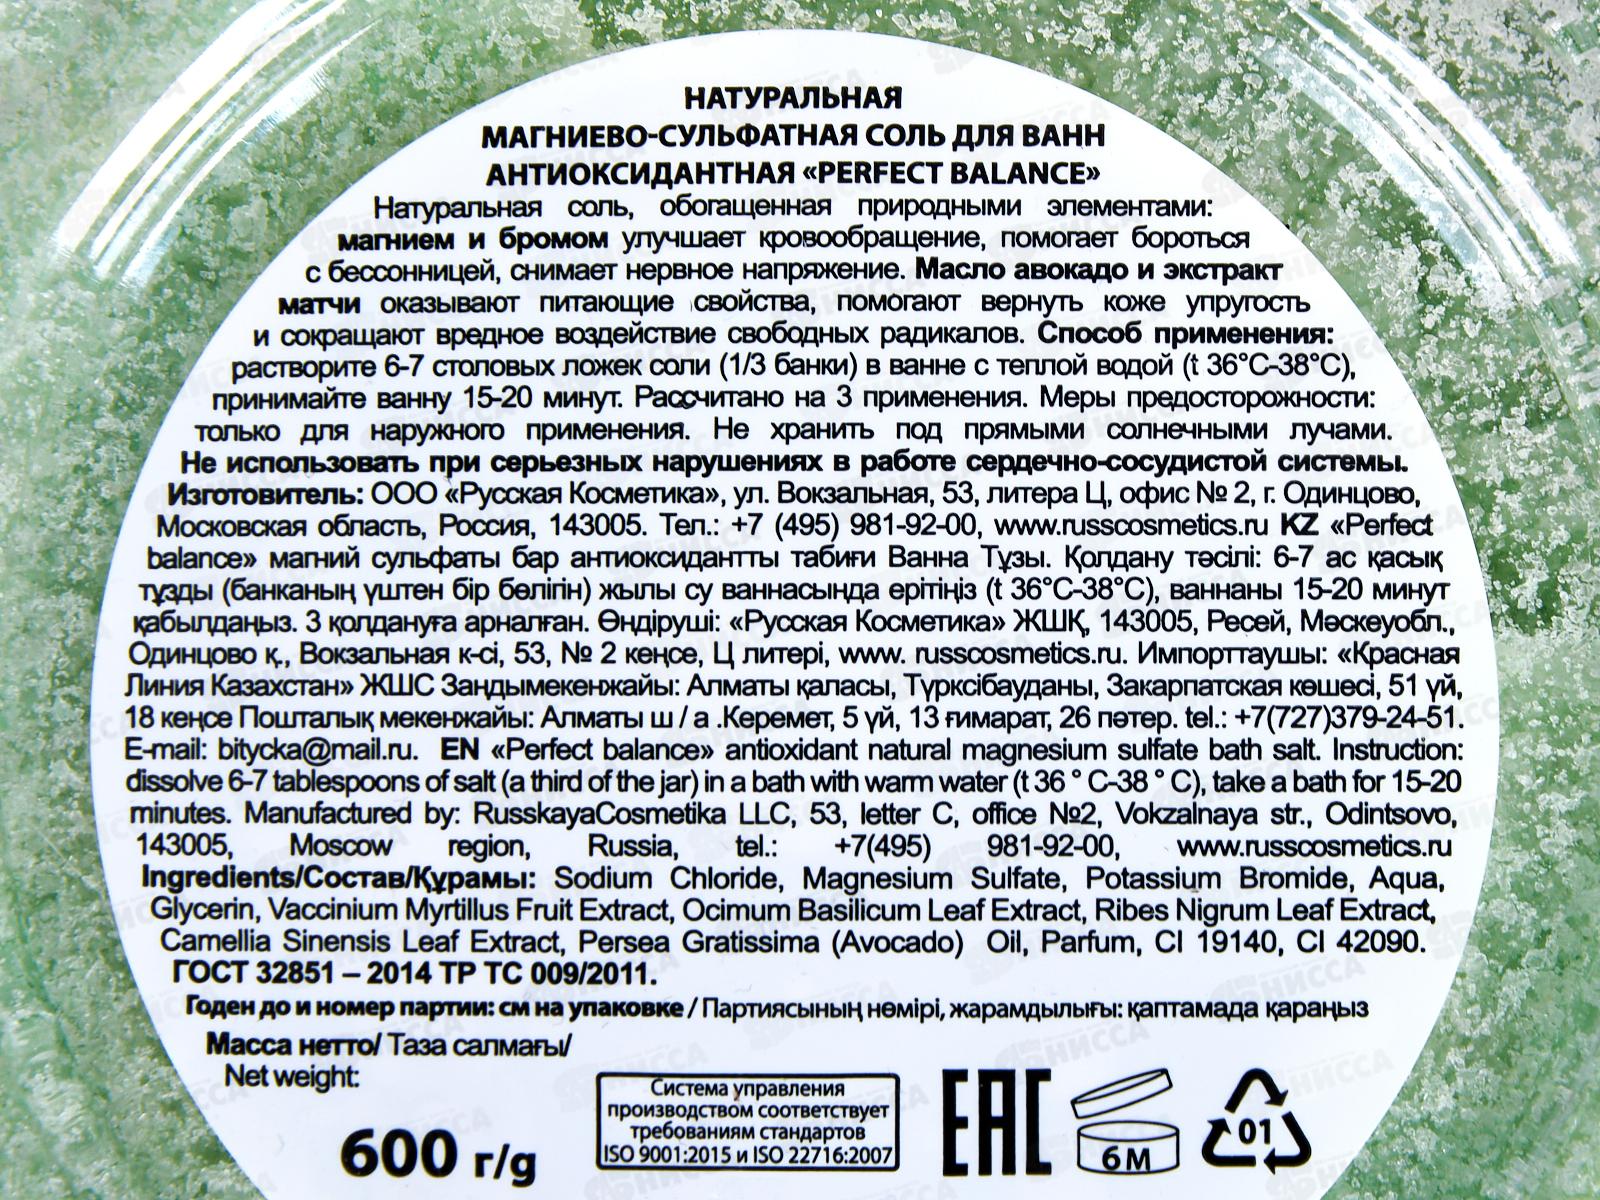 НАТУРАЛЬНАЯ
МАГНИЕВО-СУЛЬФАТНАЯ СОЛЬ ДЛЯ ВАНН
АНТИОКСИДАНТНАЯ «PERFECT BALANCE»
Натуральная соль, обогащенная природными элементами:
магнием и бромом улучшает кровообращение, помогает бороться
с бессонницей, снимает нервное напряжение. Масло авокадо и экстракт
матчи оказывают питающие свойства, помогают вернуть коже упругость
и сокращают вредное воздействие свободных радикалов. Способ применения:
растворите 6-7 столовых ложек соли (1/3 банки) в ванне с теплой водой (t 36°C-38°C),
принимайте ванну 15-20 минут. Рассчитано на 3 применения. Меры предосторожности:
только для наружного применения. Не хранить под прямыми солнечными лучами.
Не использовать при серьезных нарушениях в работе сердечно-сосудистой системы.
Изготовитель: ООО «Русская Косметика», ул. Вокзальная, 53, литера Ц, офис № 2, г. Одинцово,
Московская область, Россия, 143005. Тел.: +7 (495) 981-92-00, www.russcosmetics.ru KZ «Perfect
balance» магний сульфаты бар антиоксидантты табиғи Ванна Тұзы. Қолдану тәсілі: 6-7 ас қасық
тұзды (банканың үштен бір бөлігін) жылы су ваннасында ерітіңіз (t 36°C-38°C), ваннаны 15-20 минут
қабылдаңыз. 3 қолдануға арналған. Өндіруші: «Русская Косметика» ЖШҚ, 143005, Ресей, Мәскеуобл.,
Одинцово қ., Вокзальная к-сі, 53, № 2 кеңсе, Ц литері, www. russcosmetics.ru. Импорттаушы: «Красная
Линия Казахстан» ЖШС Заңдымекенжайы: Алматы қаласы, Түрксібауданы, Закарпатская көшесі, 51 үй,
18 кеңсе Пошталық мекенжайы: Алматы ш / а .Керемет, 5 үй, 13 ғимарат, 26 пәтер. tel.: +7(727)379-24-51.
E-mail: bitycka@mail.ru. EN «Perfect balance» antioxidant natural magnesium sulfate bath salt. Instruction:
dissolve 6-7 tablespoons of salt (a third of the jar) in a bath with warm water (t 36 ° C-38 ° C), take a bath for 15-20
minutes. Manufactured by: RusskayaCosmetika LLC, 53, letter C, office №2, Vokzalnaya str., Odintsovo,
143005, Moscow region, Russia, tel.: +7(495) 981-92-00, www.russcosmetics.ru
Ingredients/Состав/Құрамы: Sodium Chloride, Magnesium Sulfate, Potassium Bromide, Aqua,
Glycerin, Vaccinium Myrtillus Fruit Extract, Ocimum Basilicum Leaf Extract, Ribes Nigrum Leaf Extract,
Camellia Sinensis Leaf Extract, Persea Gratissima (Avocado) Oil, Parfum, CI 19140, CI 42090.
ГОСТ 32851 – 2014 ТР ТС 009/2011.
Годен до и номер партии: см на упаковке / Партиясының нөмірі, жарамдылығы: қаптамада қараңыз
Масса нетто/ Таза салмағы/
Net weight:
600 г/g
Система управления
производством соответствует
требованиям стандартов
ISO 9001:2015 и ISO 22716:2007
EAC
6М
01